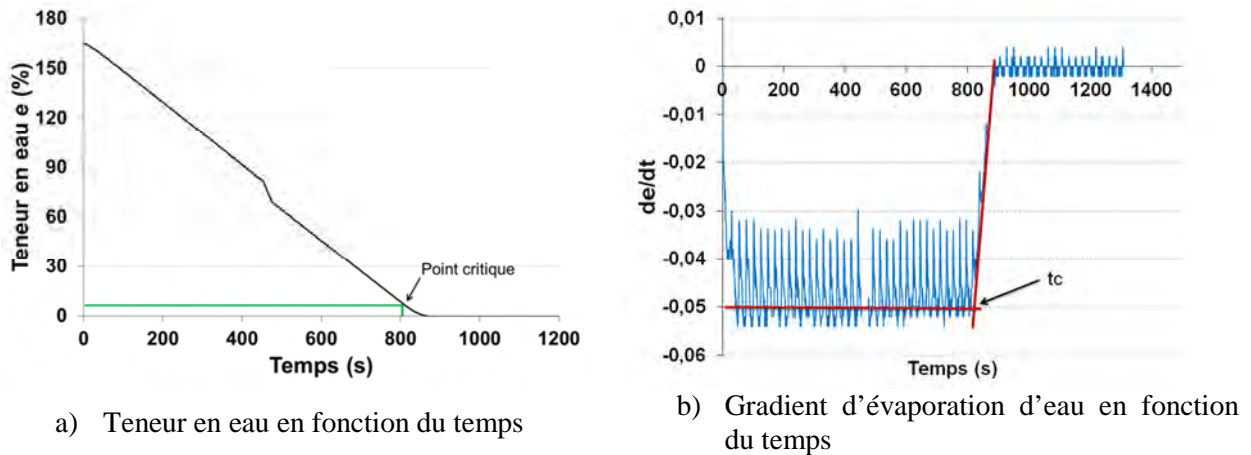 180
150
120
90
60
30
0
0 200 400 600 800 1000 1200
Teneur en eau e (%)
Temps (s)
Point critique
a) Teneur en eau en fonction du temps
0,01
0
-0,01
-0,02
-0,03
-0,04
-0,05
-0,06
0 200 400 600 800 1000 1200 1400
de/dt
Temps (s)
tc
b) Gradient d'évaporation d'eau en fonction
du temps